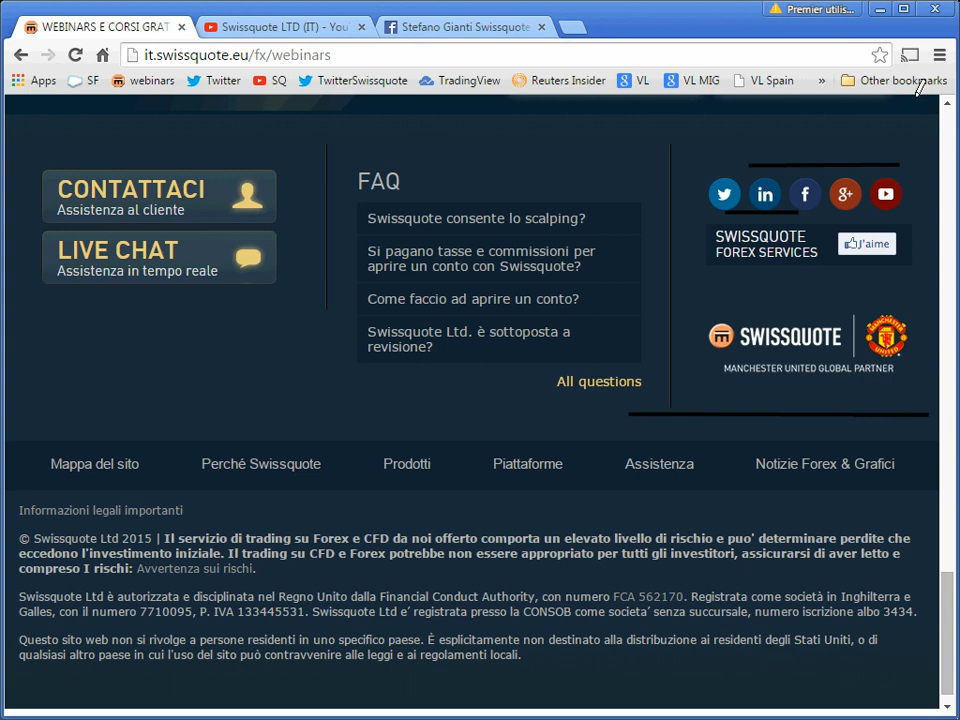 Premier utilis...
WEBINARS E CORSI GRAT
Swissquote LTD (IT) - You
Stefano Gianti Swissquote
it.swissquote.eu/fx/webinars
Apps SF webinars Twitter SQ TwitterSwissquote TradingView Reuters Insider VL VL MIG VL Spain » Other bookmarks
CONTATTACI
Assistenza al cliente
LIVE CHAT
Assistenza in tempo reale
FAQ
Swissquote consente lo scalping?
Si pagano tasse e commissioni per
aprire un conto con Swissquote?
Come faccio ad aprire un conto?
Swissquote Ltd. è sottoposta a
revisione?
All questions
SWISSQUOTE
FOREX SERVICES
J'aime
SWISSQUOTE
MANCHESTER UNITED
MANCHESTER UNITED GLOBAL PARTNER
Mappa del sito Perché Swissquote Prodotti Piattaforme Assistenza Notizie Forex & Grafici
Informazioni legali importanti
© Swissquote Ltd 2015 | Il servizio di trading su Forex e CFD da noi offerto comporta un elevato livello di rischio e puo' determinare perdite che
eccedono l'investimento iniziale. Il trading su CFD e Forex potrebbe non essere appropriato per tutti gli investitori, assicurarsi di aver letto e
compreso I rischi: Avvertenza sui rischi.
Swissquote Ltd è autorizzata e disciplinata nel Regno Unito dalla Financial Conduct Authority, con numero FCA 562170. Registrata come società in Inghilterra e
Galles, con il numero 7710095, P. IVA 133445531. Swissquote Ltd e’ registrata presso la CONSOB come societa’ senza succursale, numero iscrizione albo 3434.
Questo sito web non si rivolge a persone residenti in uno specifico paese. È esplicitamente non destinato alla distribuzione ai residenti degli Stati Uniti, o di
qualsiasi altro paese in cui l'uso del sito può contravvenire alle leggi e ai regolamenti locali.